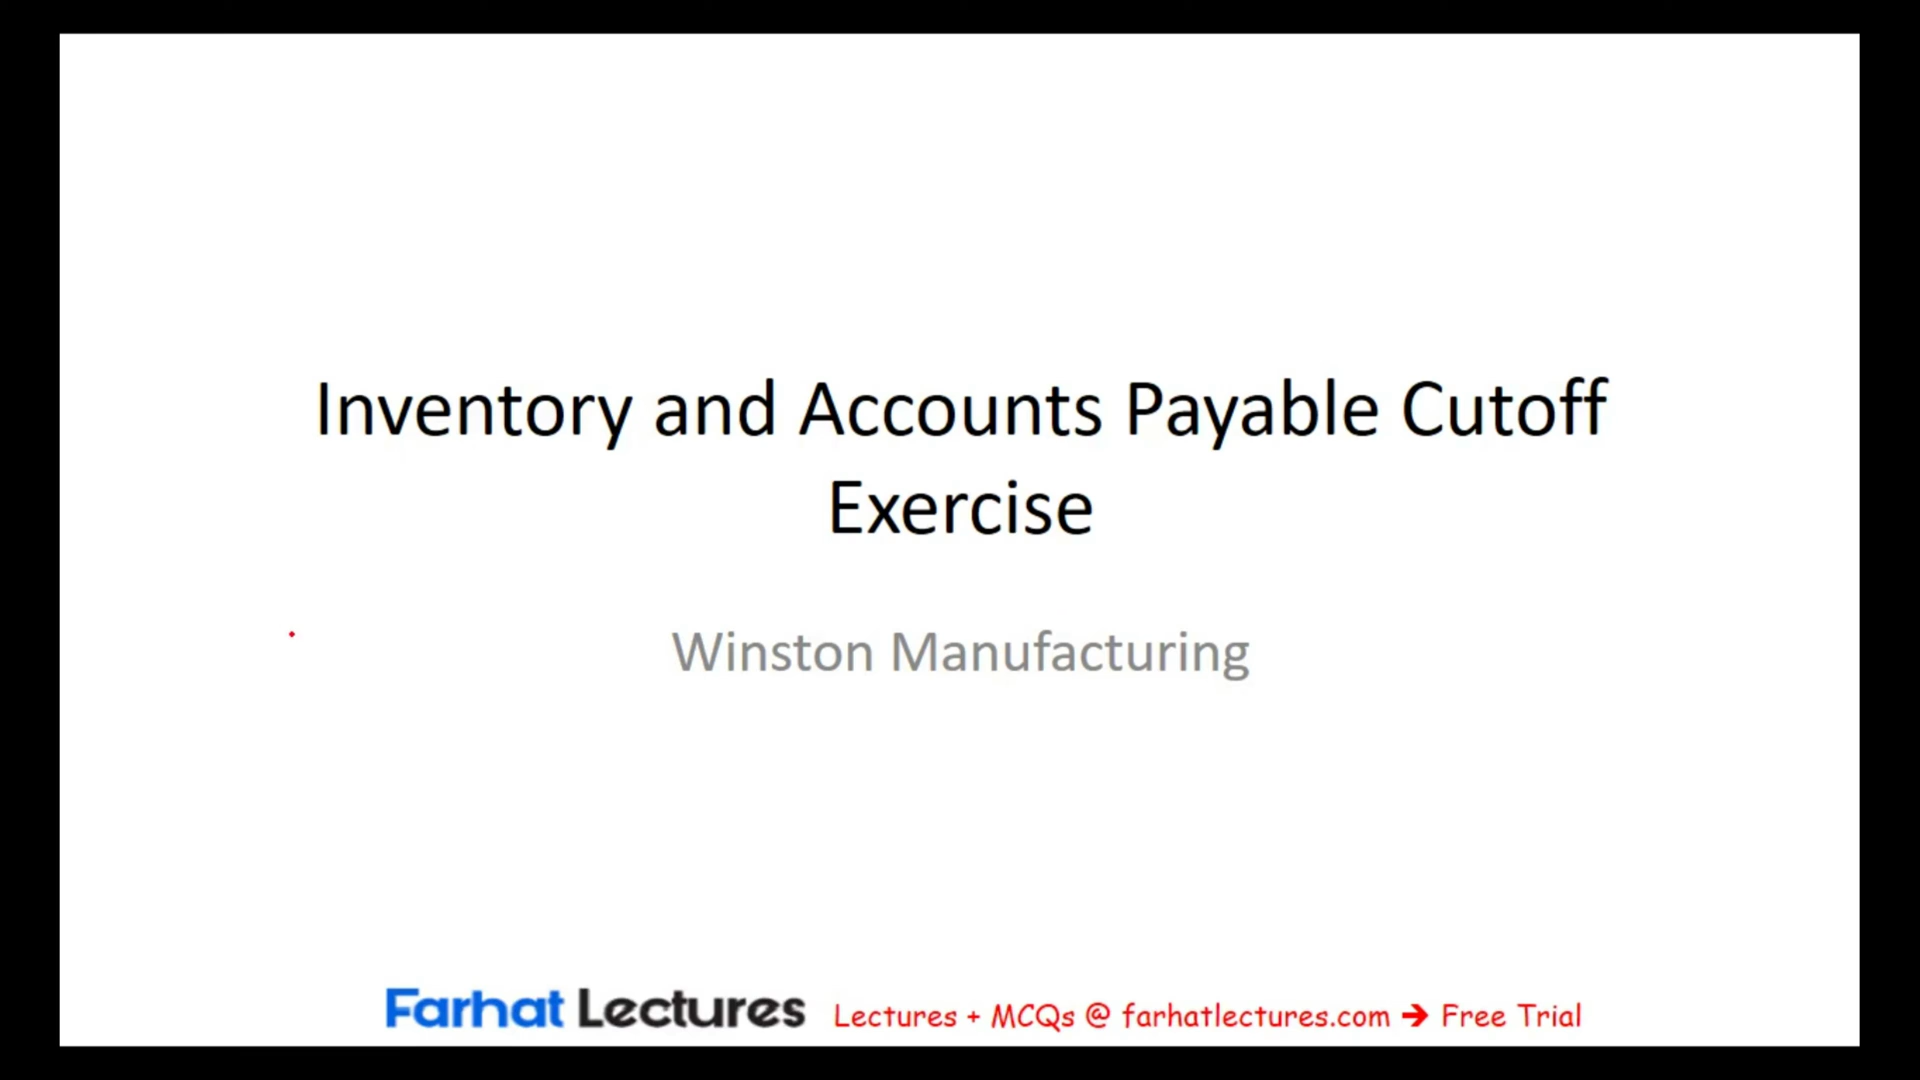 Inventory and Accounts Payable Cutoff
Exercise
Winston Manufacturing
Farhat Lectures Lectures + MCQs @ farhatlectures.com ➔ Free Trial